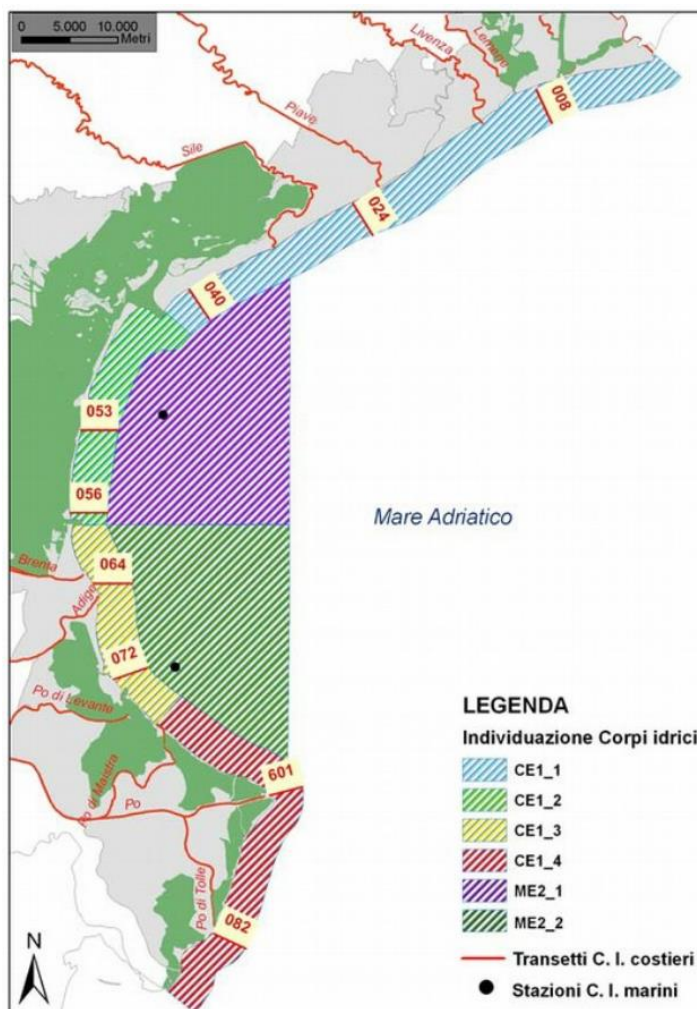 0 5.000 10.000
Metri
Livenza
Lemene
008
Piave
Sile
024
040
053
056
Mare Adriatico
Brenta
064
Adige
072
Po di Levante
LEGENDA
Individuazione Corpi idrici
601
CE1_1
Po di Maistra
Po
CE1_2
CE1_3
CE1_4
Po di Tolle
ME2_1
082
ME2_2
N
Transetti C. I. costieri
Stazioni C. I. marini